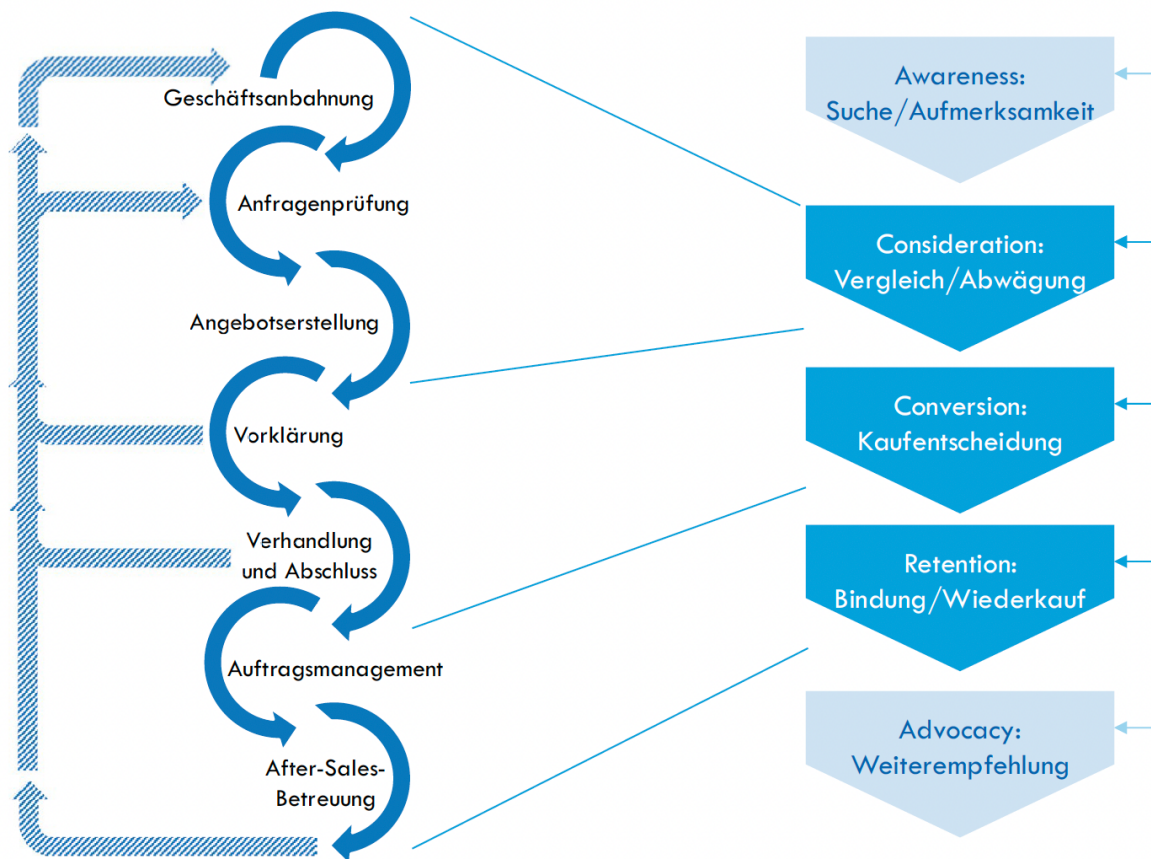 Geschäftsanbahnung
Anfragenprüfung
Angebotserstellung
Vorklärung
Verhandlung
und Abschluss
Auftragsmanagement
After-Sales-
Betreuung
Awareness:
Suche/Aufmerksamkeit
Consideration:
Vergleich/Abwägung
Conversion:
Kaufentscheidung
Retention:
Bindung/Wiederkauf
Advocacy:
Weiterempfehlung